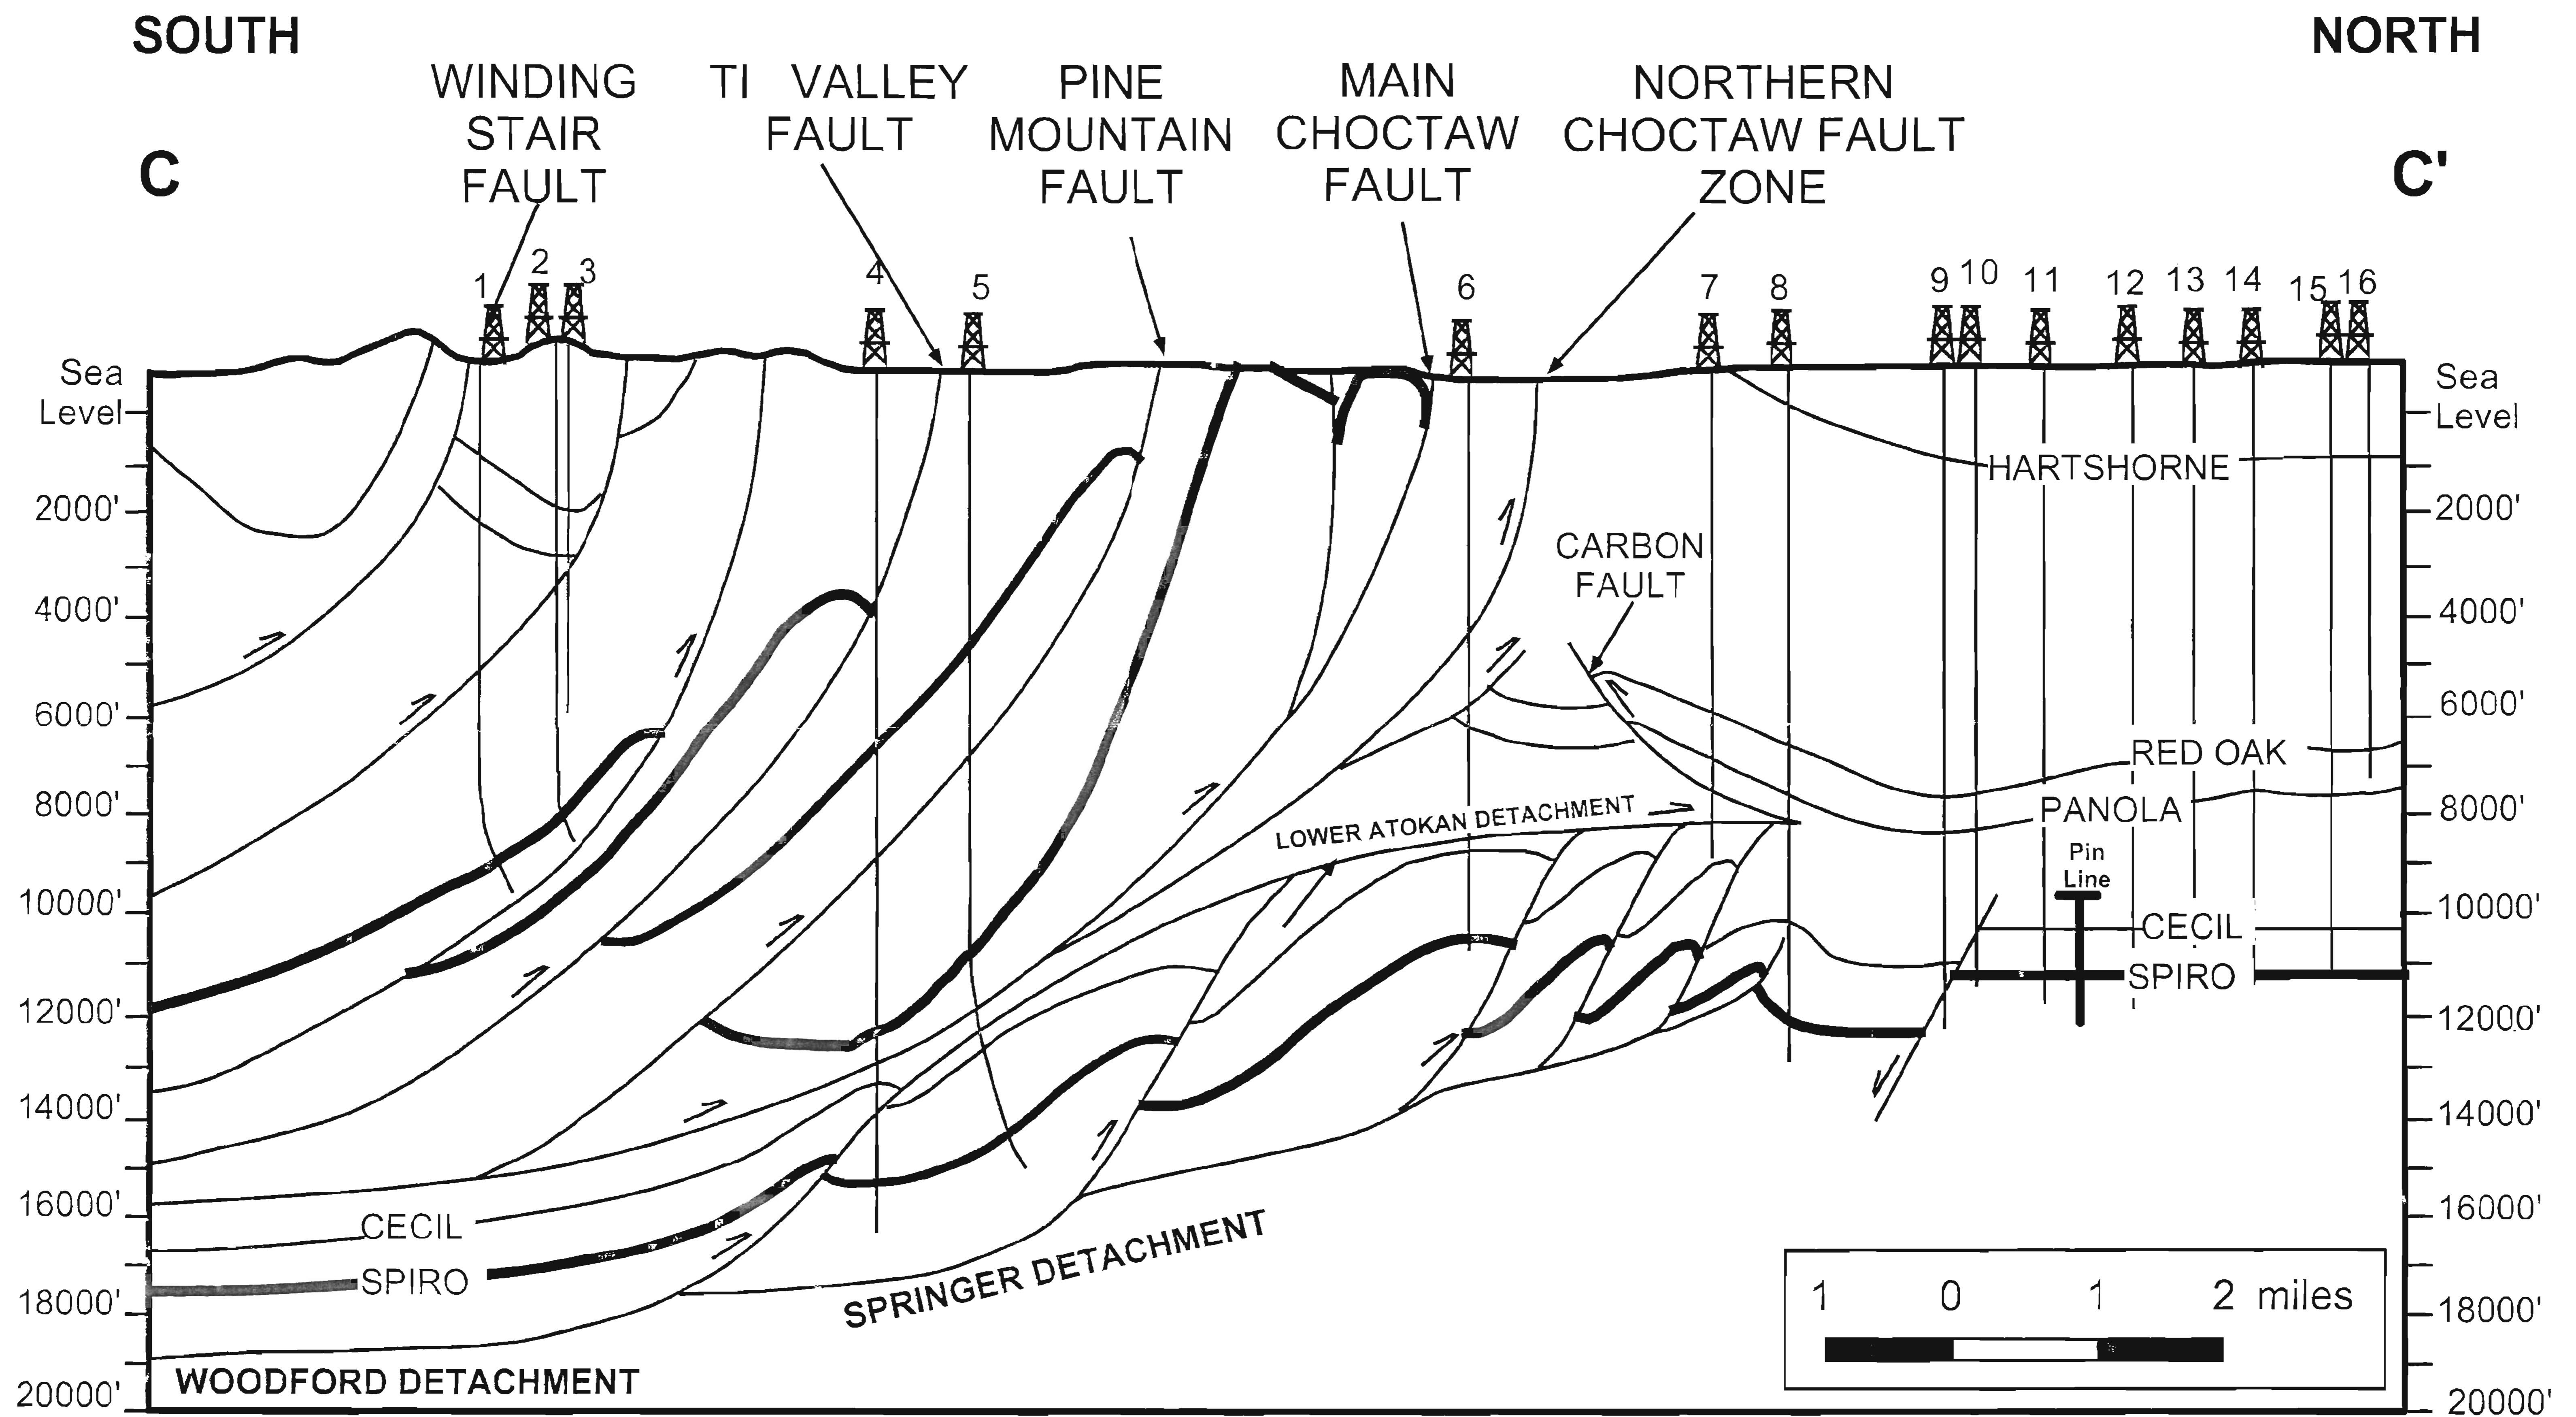 SOUTH
NORTH
WINDING
STAIR
FAULT
TI VALLEY
FAULT
PINE
MOUNTAIN
FAULT
MAIN
CHOCTAW
FAULT
NORTHERN
CHOCTAW FAULT
ZONE
C
C'
1
2
3
4
5
6
7
8
9
10
11
12
13
14
15
16
Sea
Level
2000'
4000'
6000'
8000'
10000'
12000'
14000'
16000'
18000'
20000'
Sea
Level
2000'
4000'
6000'
8000'
10000'
12000'
14000'
16000'
18000'
20000'
HARTSHORNE
CARBON
FAULT
RED OAK
PANOLA
LOWER ATOKAN DETACHMENT
Pin
Line
CECIL
SPIRO
CECIL
SPIRO
SPRINGER DETACHMENT
WOODFORD DETACHMENT
1 0 1 2 miles